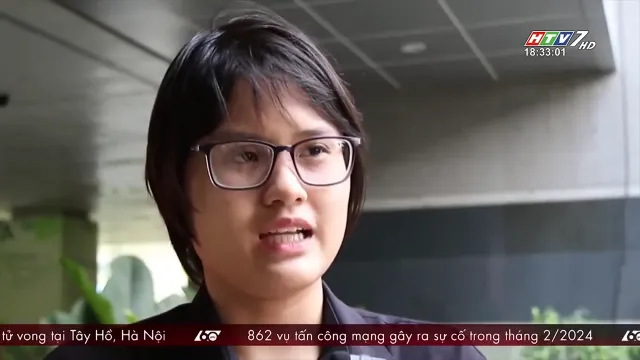 HTV7 HD
18:33:01
tử vong tại Tây Hồ, Hà Nội 60 862 vụ tấn công mạng gây ra sự cố trong tháng 2/2024